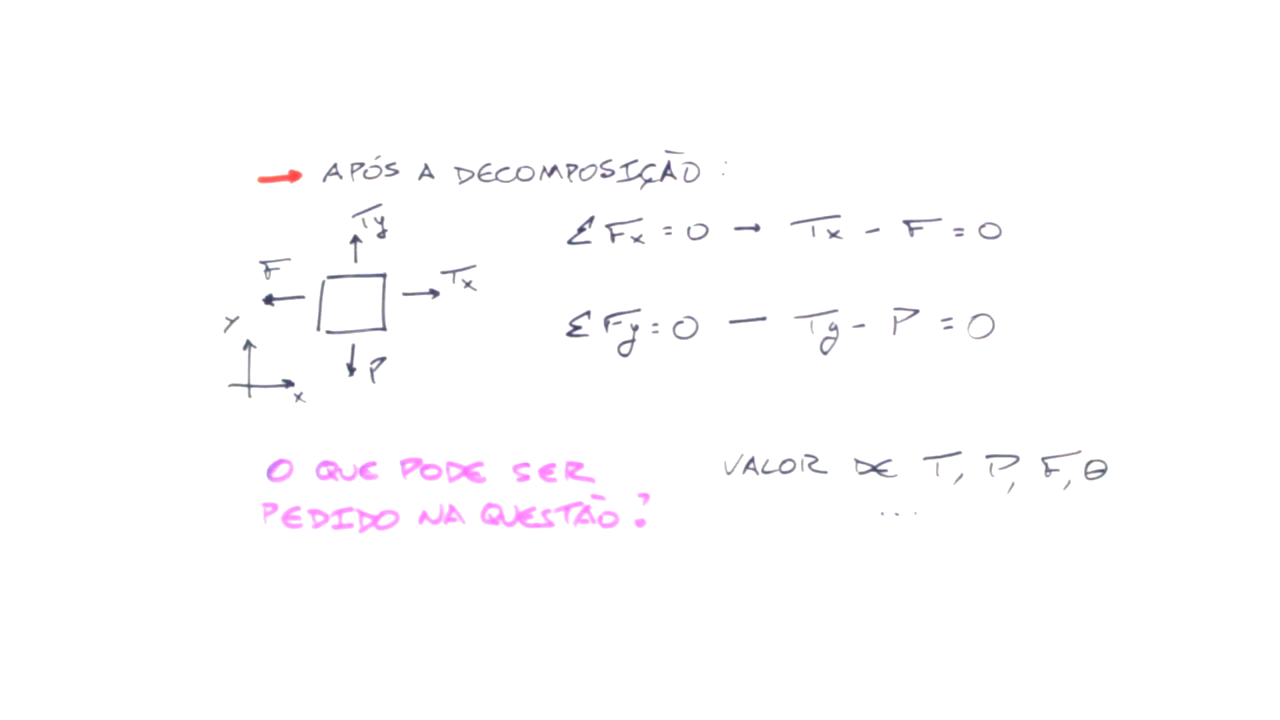 → APÓS A DECOMPOSIÇÃO:
Ty
F
Tx
P
y
x
ΣFx = 0 → Tx - F = 0
ΣFy = 0 — Ty - P = 0
O QUE PODE SER
PEDIDO NA QUESTÃO?
VALOR DE T, P, F, θ
...